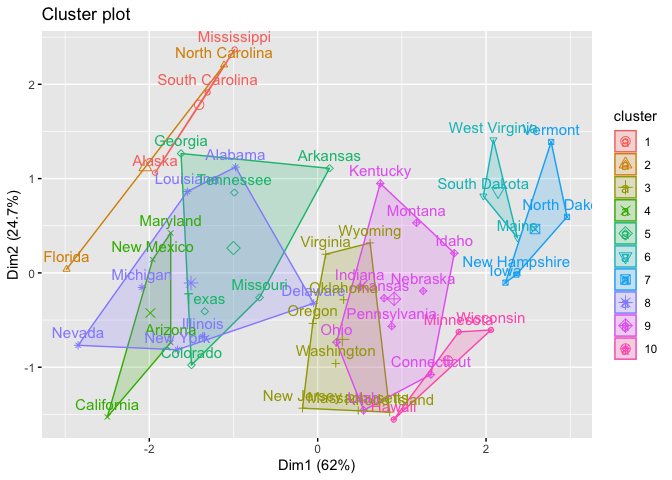 Cluster plot
Mississippi
North Carolina
South Carolina
West Virginia
Vermont
Georgia
Alabama
Arkansas
Alaska
Kentucky
Louisiana
Tennessee
South Dakota
North Dako
Montana
Maryland
Wyoming
Maine
Virginia
Idaho
New Mexico
Florida
New Hampshire
Iowa
Michigan
Indiana
Nebraska
Oklahoma
Kansas
Missouri
Delaware
Texas
Oregon
Pennsylvania
Minnesota
Wisconsin
Nevada
Arizona
Illinois
New York
Ohio
Colorado
Washington
Connecticut
California
New Jersey
Massachusetts
Rhode Island
Hawaii
2
1
0
-1
-2
0
2
Dim1 (62%)
Dim2 (24.7%)
cluster
1
2
3
4
5
6
7
8
9
10